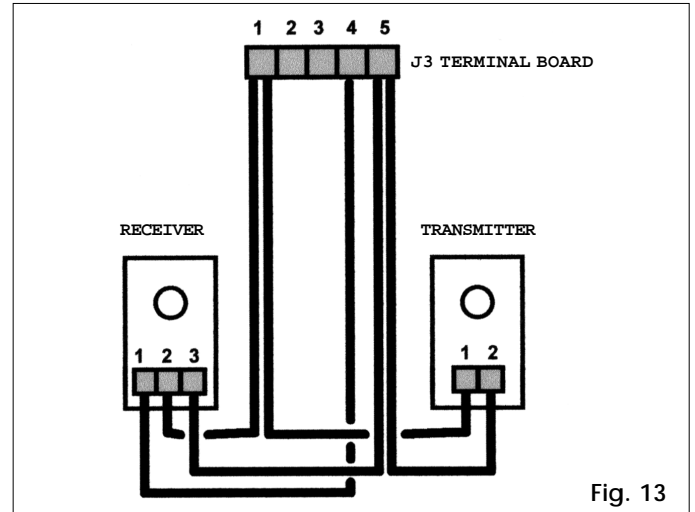 1 2 3 4 5
J3 TERMINAL BOARD
RECEIVER
TRANSMITTER
1 2 3
1 2
Fig. 13